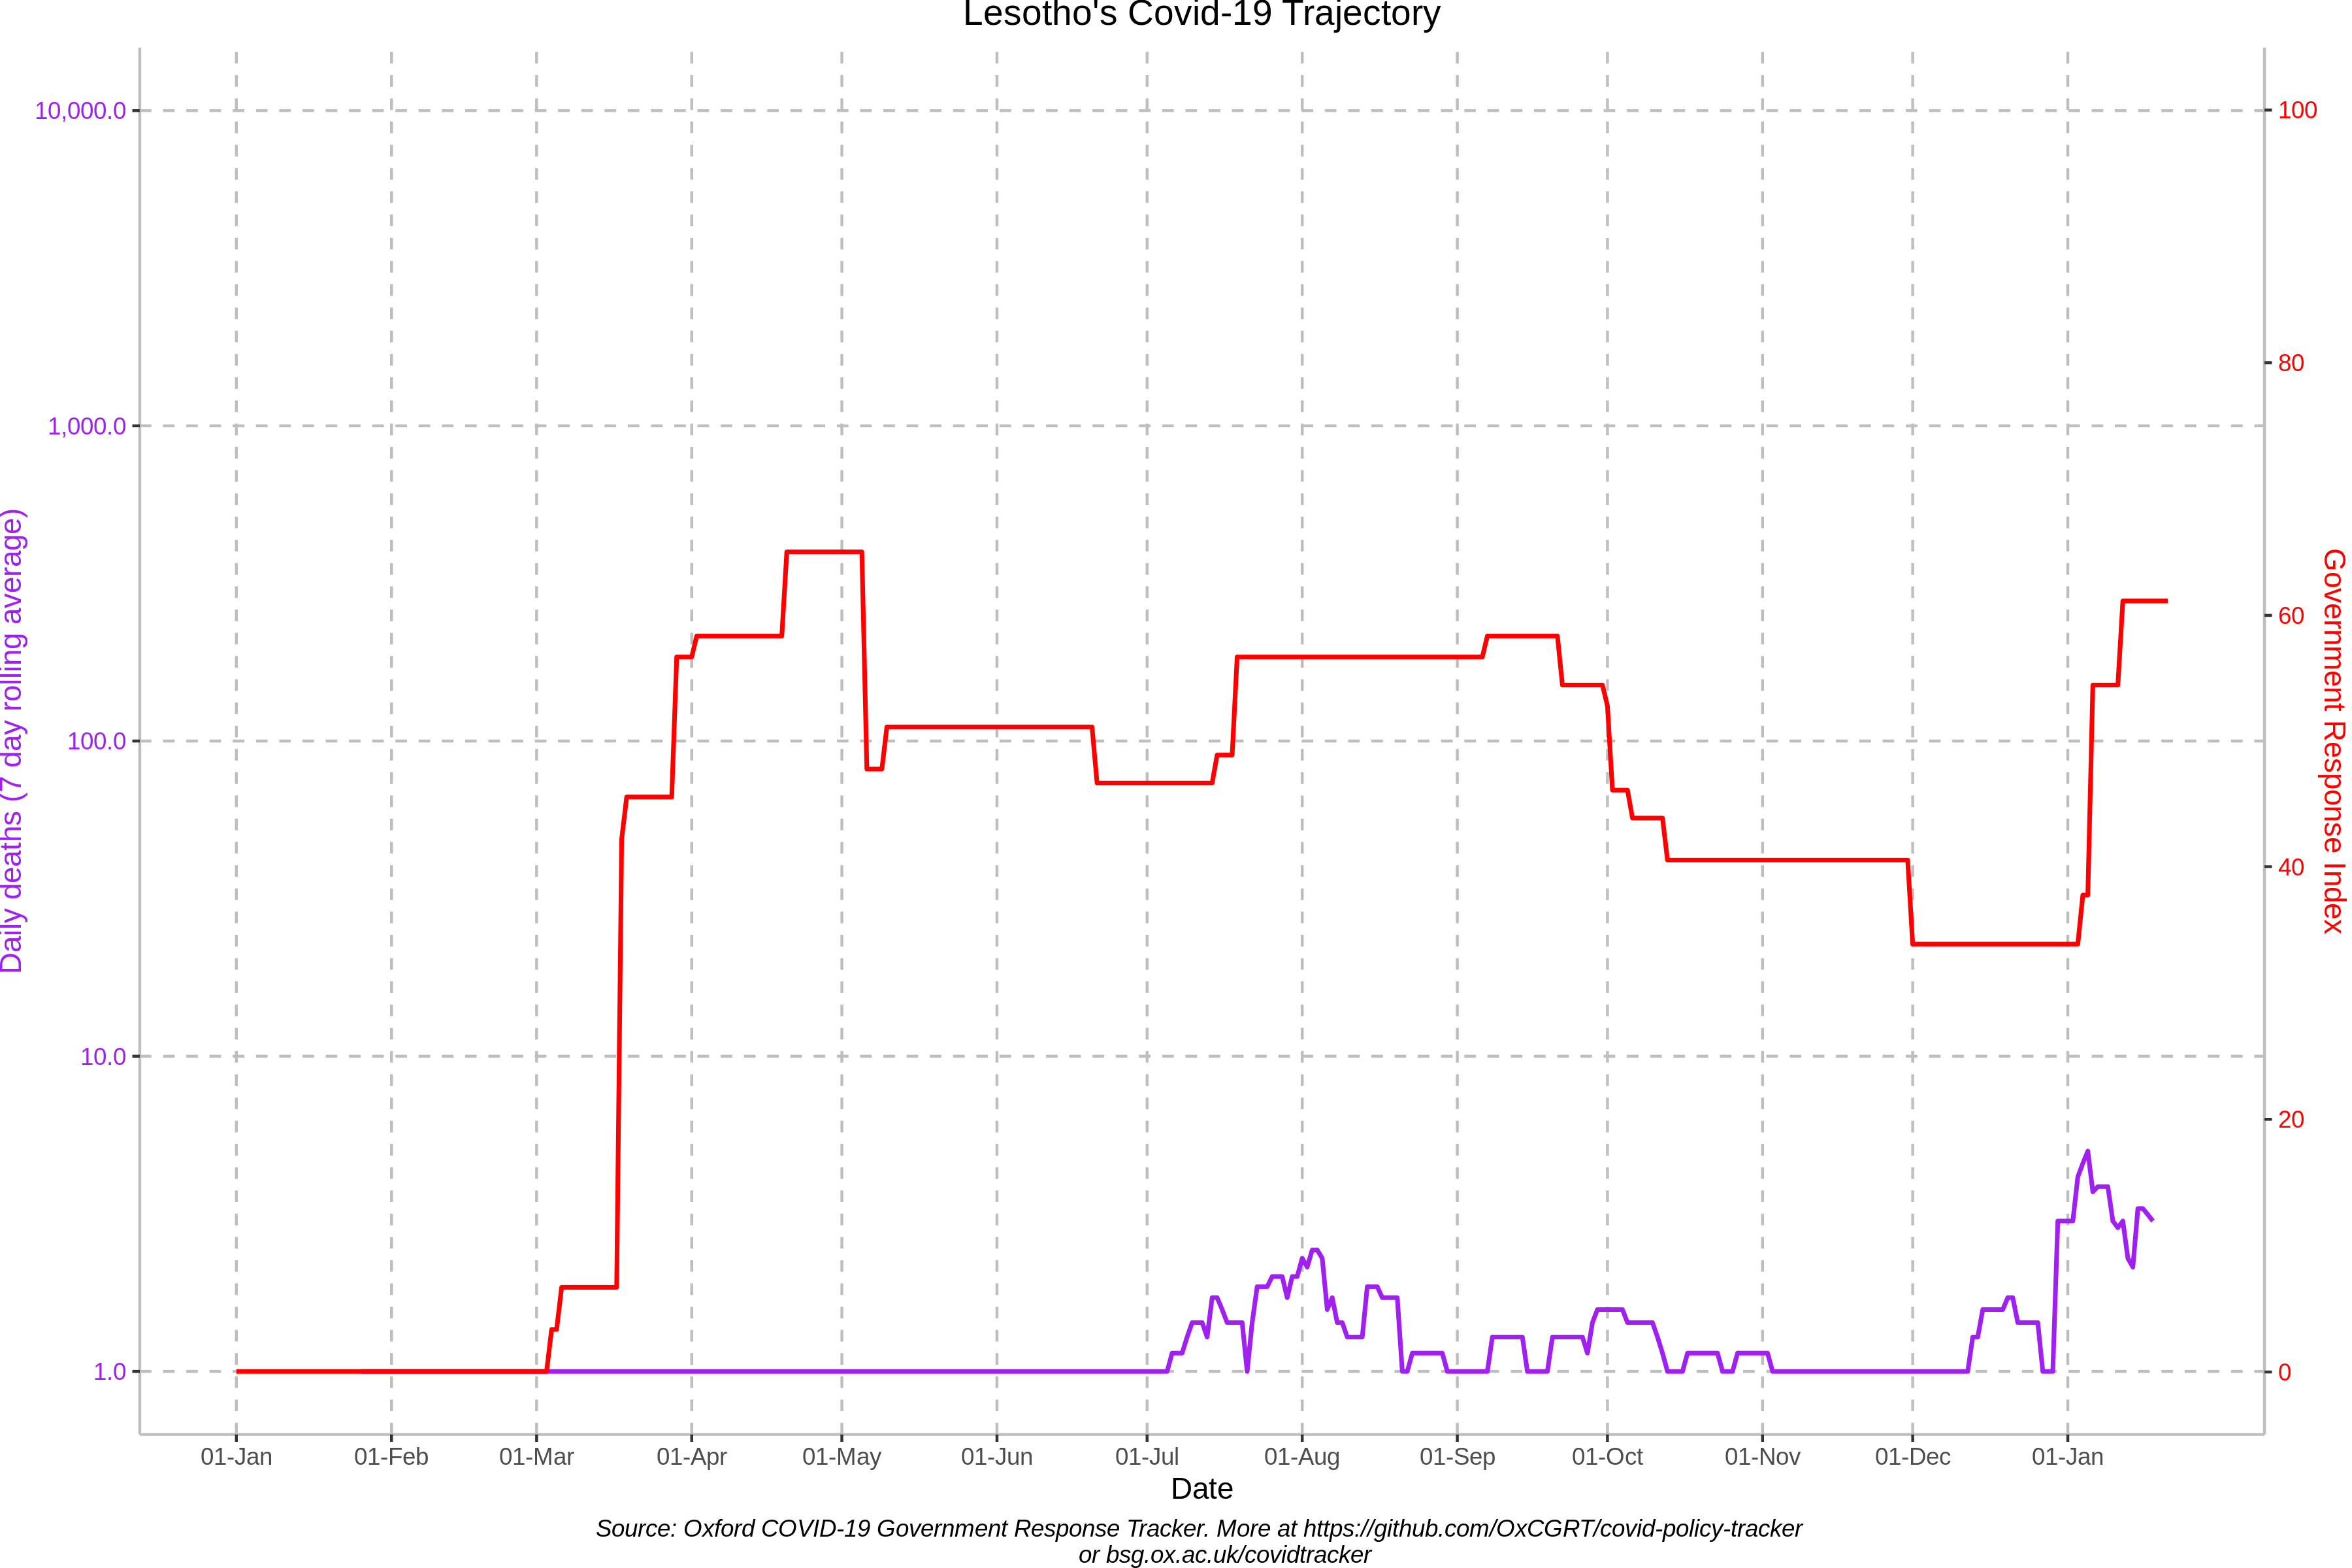 Lesotho's Covid-19 Trajectory
10,000.0
1,000.0
100.0
10.0
1.0
Daily deaths (7 day rolling average)
100
80
60
40
20
0
Government Response Index
01-Jan 01-Feb 01-Mar 01-Apr 01-May 01-Jun 01-Jul 01-Aug 01-Sep 01-Oct 01-Nov 01-Dec 01-Jan
Date
Source: Oxford COVID-19 Government Response Tracker. More at https://github.com/OxCGRT/covid-policy-tracker
or bsg.ox.ac.uk/covidtracker